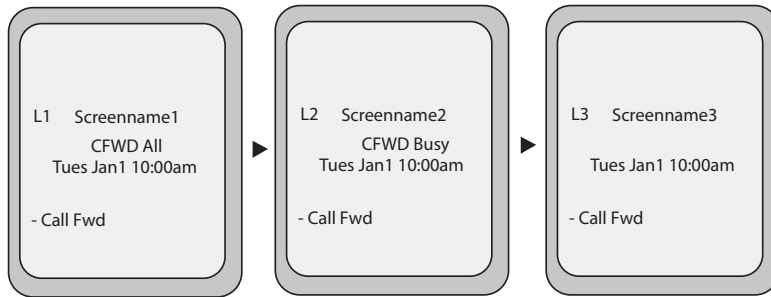 L1 Screenname1
CFWD All
Tues Jan1 10:00am
- Call Fwd
L2 Screenname2
CFWD Busy
Tues Jan1 10:00am
- Call Fwd
L3 Screenname3
Tues Jan1 10:00am
- Call Fwd